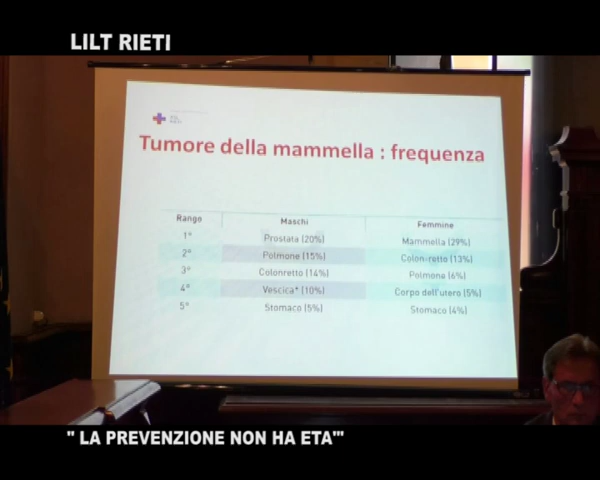 LILT RIETI
Tumore della mammella : frequenza
Rango Maschi Femmine
1° Prostata (20%) Mammella (29%)
2° Polmone (15%) Colon-retto (13%)
3° Colonretto (14%) Polmone (6%)
4° Vescica* (10%) Corpo dell'utero (5%)
5° Stomaco (5%) Stomaco (4%)
" LA PREVENZIONE NON HA ETA'"